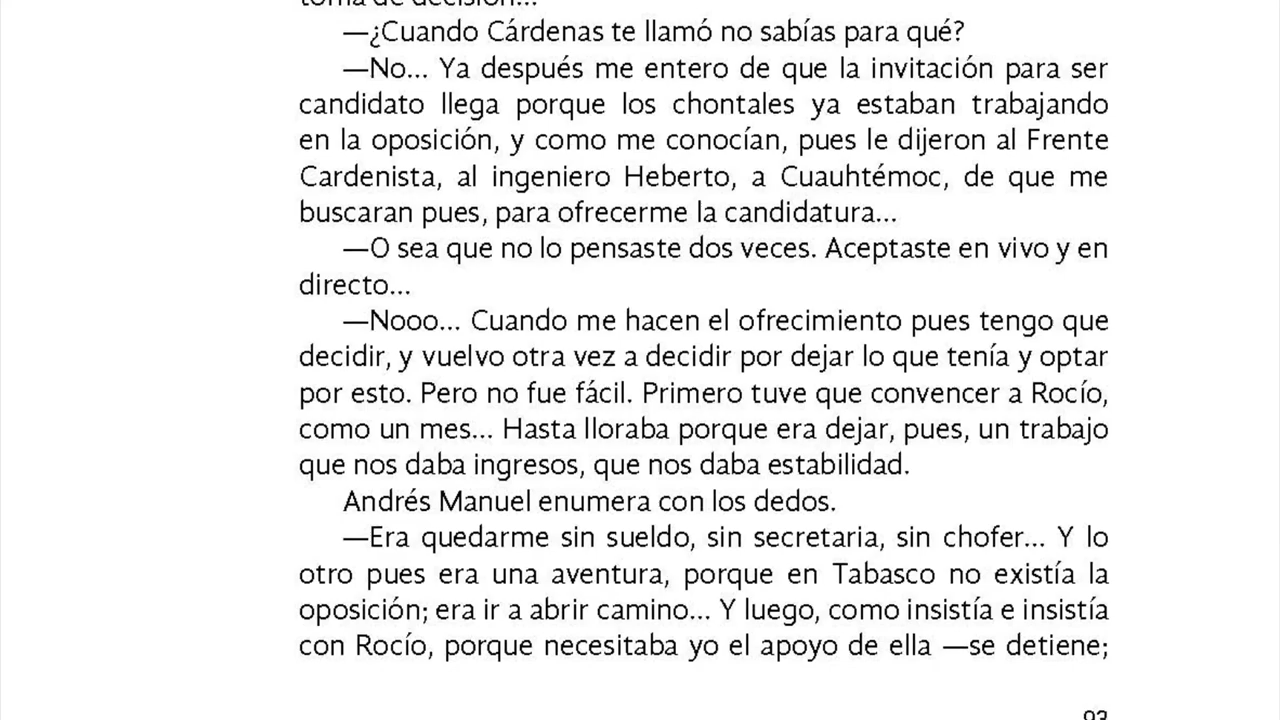 toma de decisión...
—¿Cuando Cárdenas te llamó no sabías para qué?
—No... Ya después me entero de que la invitación para ser
candidato llega porque los chontales ya estaban trabajando
en la oposición, y como me conocían, pues le dijeron al Frente
Cardenista, al ingeniero Heberto, a Cuauhtémoc, de que me
buscaran pues, para ofrecerme la candidatura...
—O sea que no lo pensaste dos veces. Aceptaste en vivo y en
directo...
—Nooo... Cuando me hacen el ofrecimiento pues tengo que
decidir, y vuelvo otra vez a decidir por dejar lo que tenía y optar
por esto. Pero no fue fácil. Primero tuve que convencer a Rocío,
como un mes... Hasta lloraba porque era dejar, pues, un trabajo
que nos daba ingresos, que nos daba estabilidad.
Andrés Manuel enumera con los dedos.
—Era quedarme sin sueldo, sin secretaria, sin chofer... Y lo
otro pues era una aventura, porque en Tabasco no existía la
oposición; era ir a abrir camino... Y luego, como insistía e insistía
con Rocío, porque necesitaba yo el apoyo de ella —se detiene;
93